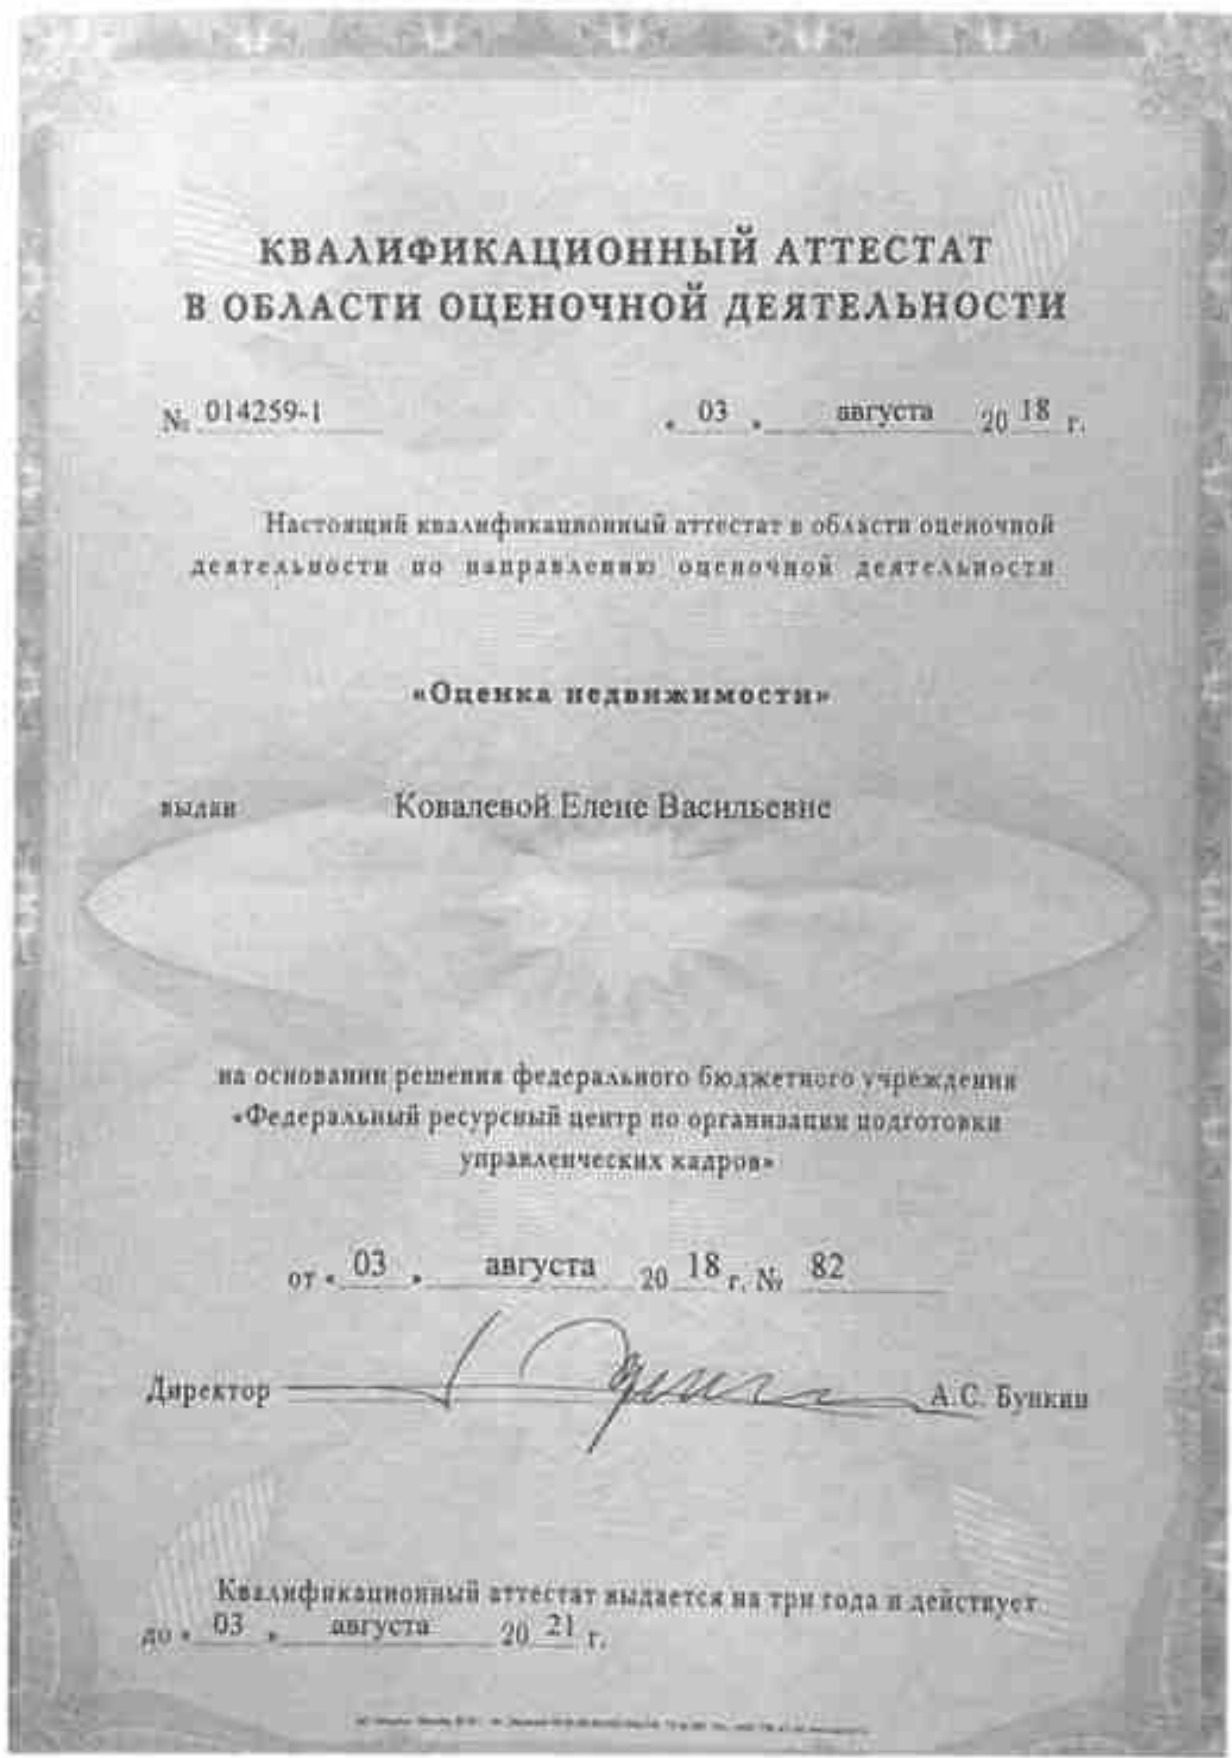 КВАЛИФИКАЦИОННЫЙ АТТЕСТАТ
В ОБЛАСТИ ОЦЕНОЧНОЙ ДЕЯТЕЛЬНОСТИ
№ 014259-1 « 03 » августа 20 18 г.
Настоящий квалификационный аттестат в области оценочной
деятельности по направлению оценочной деятельности
«Оценка недвижимости»
выдан Ковалевой Елене Васильевне
на основании решения федерального бюджетного учреждения
«Федеральный ресурсный центр по организации подготовки
управленческих кадров»
от « 03 » августа 20 18 г. № 82
Директор А.С. Бункин
Квалификационный аттестат выдается на три года и действует
до « 03 » августа 20 21 г.